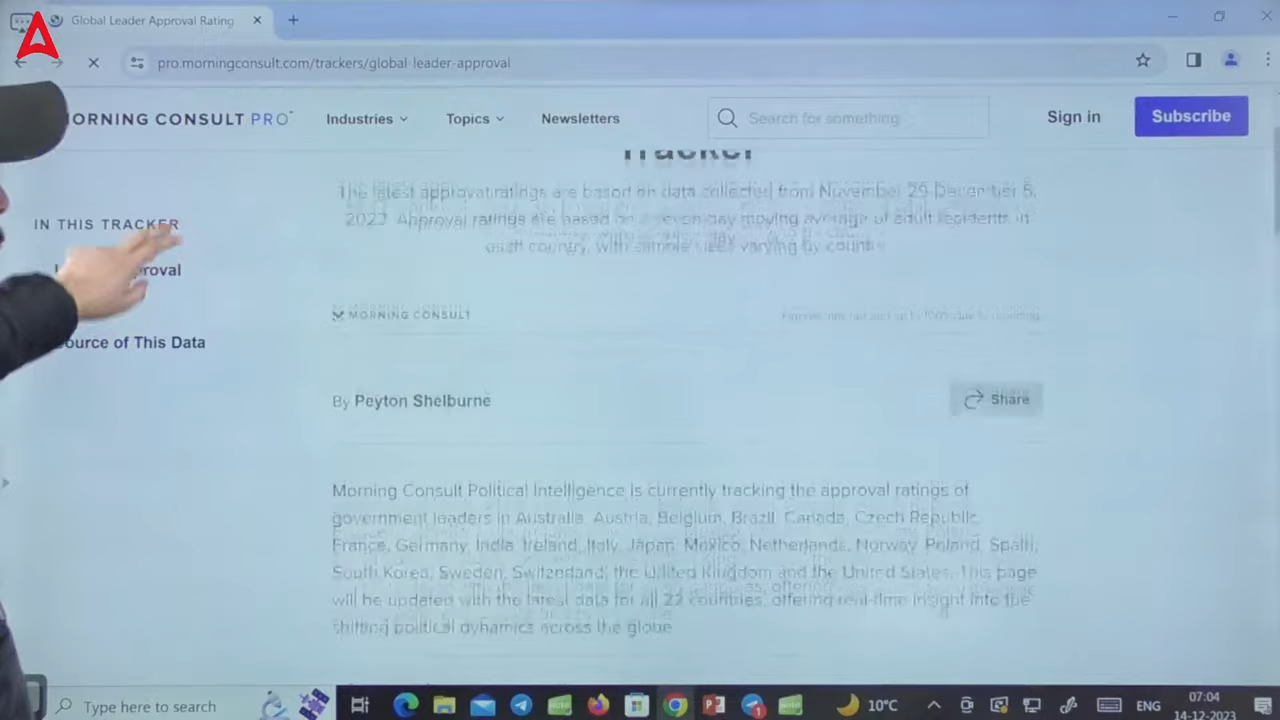 Global Leader Approval Rating
pro.morningconsult.com/trackers/global-leader-approval
MORNING CONSULT PRO
Industries
Topics
Newsletters
Search for something
Sign in
Subscribe
Tracker
The latest approval ratings are based on data collected from November 29-December 5,
2023. Approval ratings are based on a seven-day moving average of adult residents in
each country, with sample sizes varying by country
IN THIS TRACKER
Source of This Data
MORNING CONSULT
By Peyton Shelburne
Share
Morning Consult Political Intelligence is currently tracking the approval ratings of
government leaders in Australia, Austria, Belgium, Brazil, Canada, Czech Republic,
France, Germany, India, Ireland, Italy, Japan, Mexico, Netherlands, Norway, Poland, Spain,
South Korea, Sweden, Switzerland, the United Kingdom and the United States. This page
will be updated with the latest data for all 22 countries, offering real-time insight into the
shifting political dynamics across the globe
Type here to search
10°C
ENG
07:04
14-12-2023